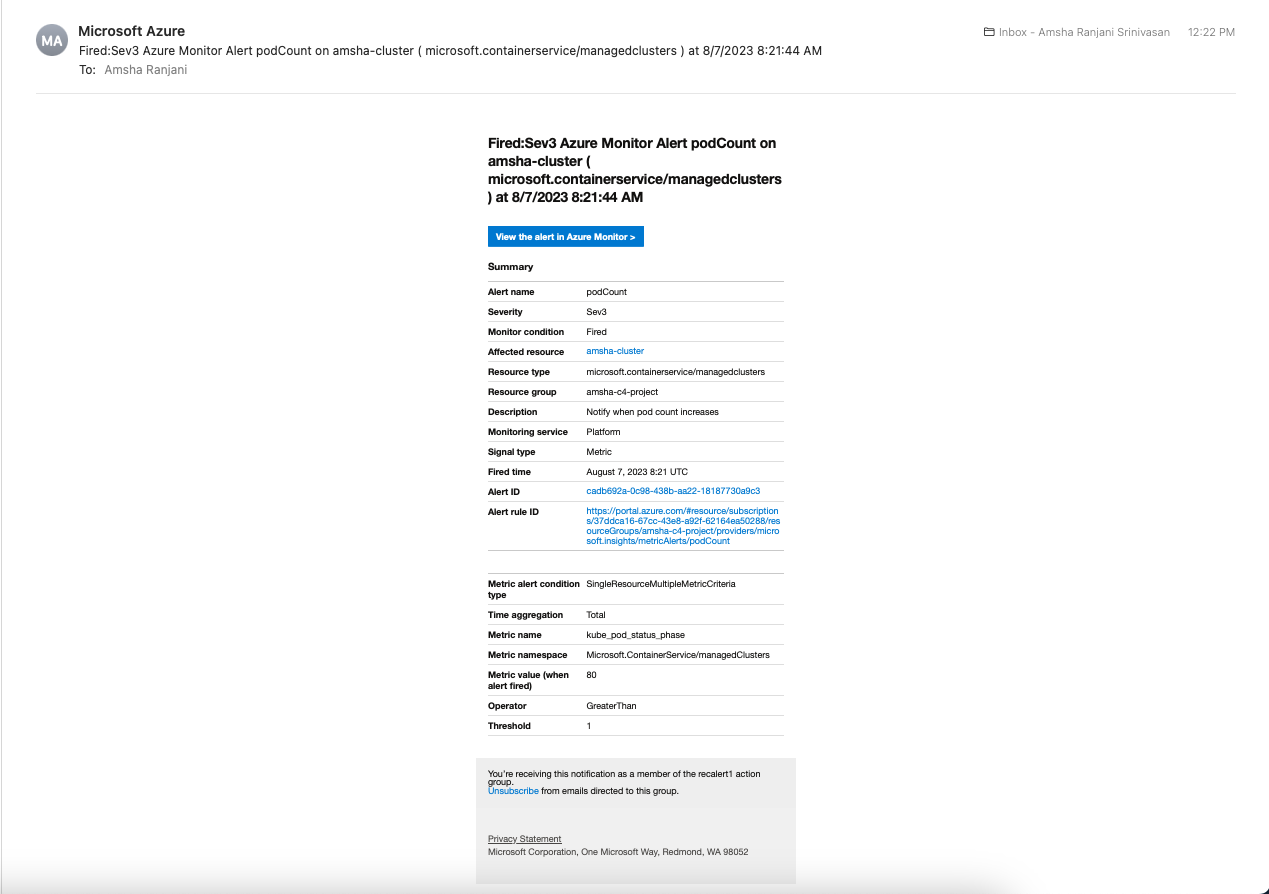 MA
Microsoft Azure
Inbox - Amsha Ranjani Srinivasan 12:22 PM
Fired:Sev3 Azure Monitor Alert podCount on amsha-cluster ( microsoft.containerservice/managedclusters ) at 8/7/2023 8:21:44 AM
To: Amsha Ranjani
Fired:Sev3 Azure Monitor Alert podCount on
amsha-cluster (
microsoft.containerservice/managedclusters
) at 8/7/2023 8:21:44 AM
View the alert in Azure Monitor >
Summary
Alert name podCount
Severity Sev3
Monitor condition Fired
Affected resource amsha-cluster
Resource type microsoft.containerservice/managedclusters
Resource group amsha-c4-project
Description Notify when pod count increases
Monitoring service Platform
Signal type Metric
Fired time August 7, 2023 8:21 UTC
Alert ID cadb692a-0c98-438b-aa22-18187730a9c3
Alert rule ID https://portal.azure.com/#resource/subscription
s/37ddca16-67cc-43e8-a92f-62164ea50288/res
ourceGroups/amsha-c4-project/providers/micro
soft.insights/metricAlerts/podCount
Metric alert condition SingleResourceMultipleMetricCriteria
type
Time aggregation Total
Metric name kube_pod_status_phase
Metric namespace Microsoft.ContainerService/managedClusters
Metric value (when 80
alert fired)
Operator GreaterThan
Threshold 1
You're receiving this notification as a member of the recalert1 action
group.
Unsubscribe from emails directed to this group.
Privacy Statement
Microsoft Corporation, One Microsoft Way, Redmond, WA 98052